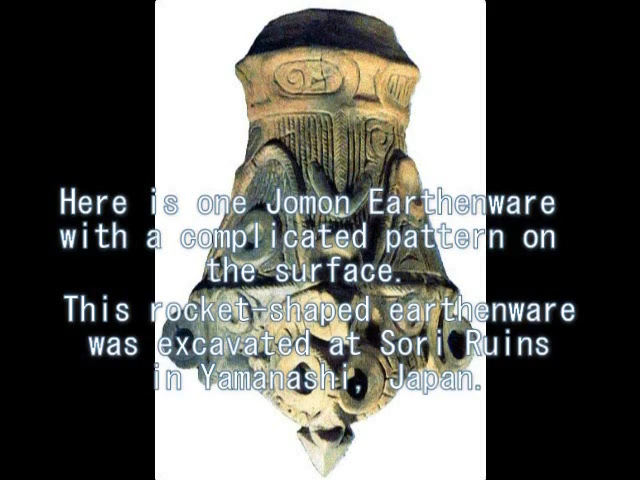 Here is one Jomon Earthenware
with a complicated pattern on
the surface.
This rocket-shaped earthenware
was excavated at Sori Ruins
in Yamanashi, Japan.